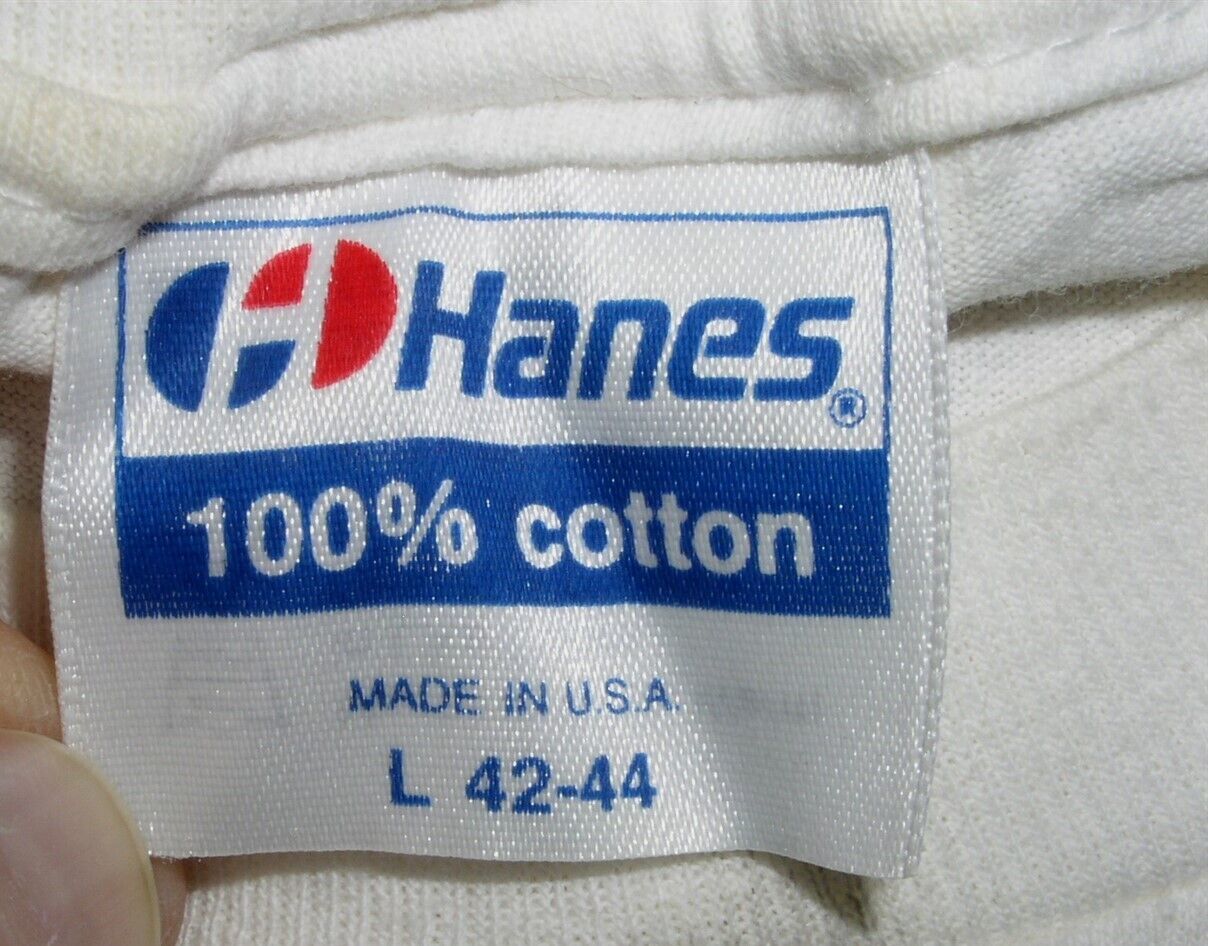 Hanes®
100% cotton
MADE IN U.S.A.
L 42-44